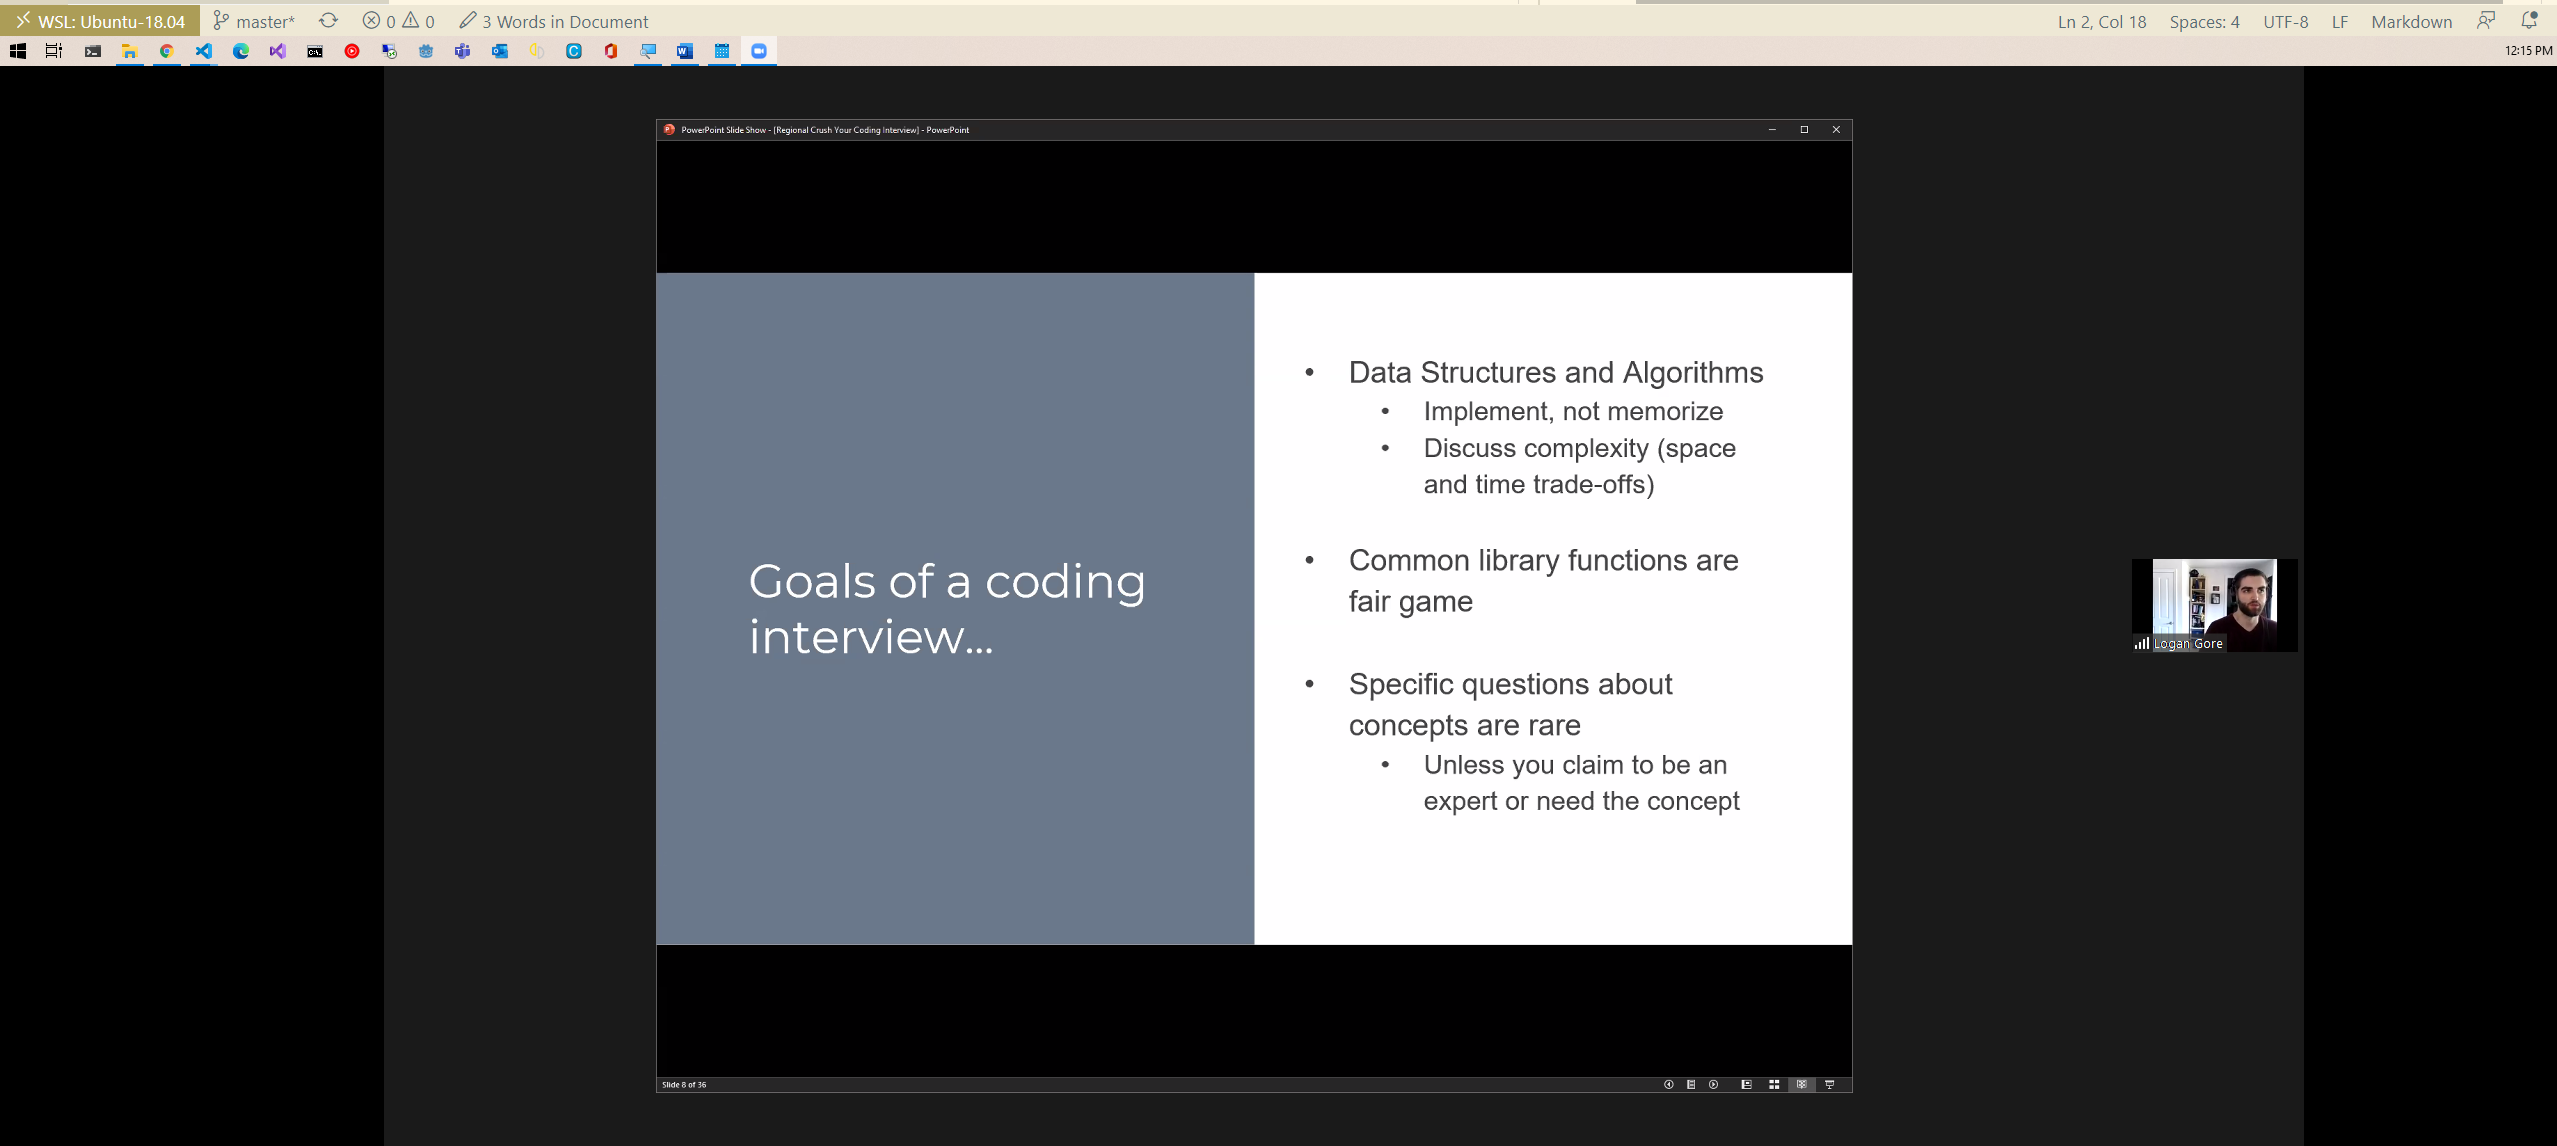 WSL: Ubuntu-18.04 master* 0 0 3 Words in Document Ln 2, Col 18 Spaces: 4 UTF-8 LF Markdown
12:15 PM
PowerPoint Slide Show - [Regional Crush Your Coding Interview] - PowerPoint
Goals of a coding
interview...
• Data Structures and Algorithms
• Implement, not memorize
• Discuss complexity (space
and time trade-offs)
• Common library functions are
fair game
• Specific questions about
concepts are rare
• Unless you claim to be an
expert or need the concept
Logan Gore
Slide 8 of 36